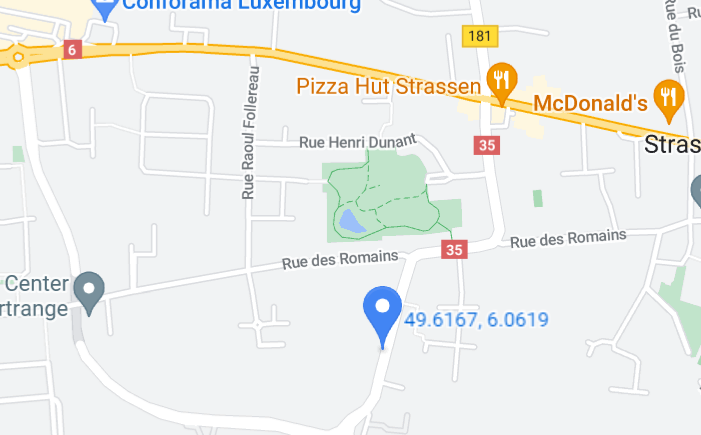 Conforama Luxembourg
6
181
Rue du Bois
Pizza Hut Strassen
McDonald's
Rue Raoul Follereau
Rue Henri Dunant
35
Stras
Rue des Romains
35
Rue des Romains
Center
rtrange
49.6167, 6.0619